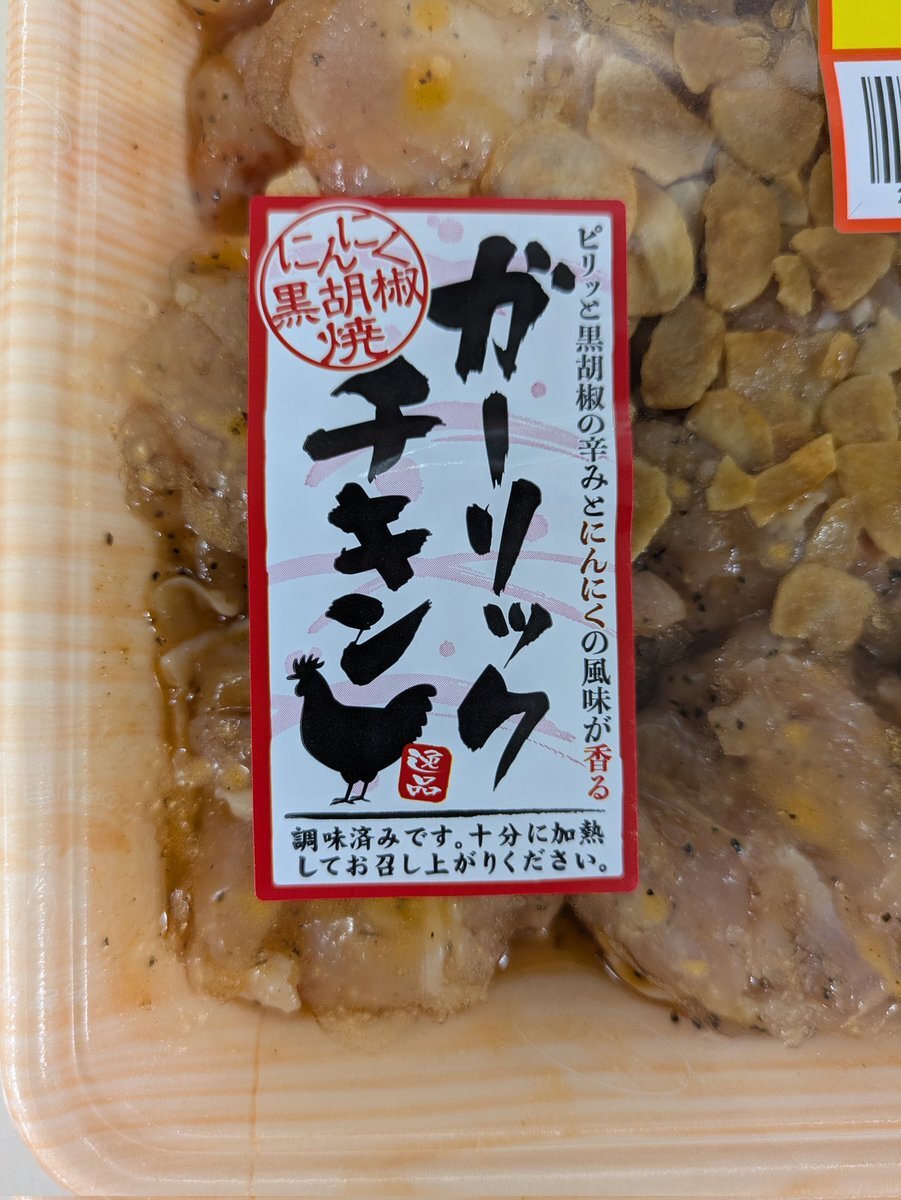 にんにく
黒胡椒
焼
ピリッと黒胡椒の辛みとにんにくの風味が香る
ガーリック
チキン
逸品
調味済みです。十分に加熱
してお召し上がりください。